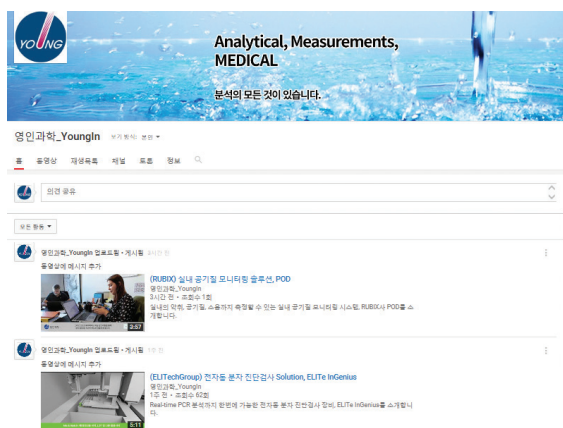 YOUNG
Analytical, Measurements,
MEDICAL
분석의 모든 것이 있습니다.
영인과학_YoungIn 보기 형식: 본인
홈 동영상 재생목록 채널 토론 정보
의견 공유
모든 활동
영인과학_YoungIn 업로드됨 • 게시됨
동영상에 메시지 추가
(RUBIX) 실내 공기질 모니터링 솔루션, POD
영인과학_YoungIn
3시간 전 • 조회수 1회
실내의 악취, 공기질, 소음까지 측정할 수 있는 실내 공기질 모니터링 시스템, RUBIX사 POD를 소
개합니다.
3:57
영인과학_YoungIn 업로드됨 • 게시됨 1주 전
동영상에 메시지 추가
(ELITechGroup) 전자동 분자 진단검사 Solution, ELITe InGenius
영인과학_YoungIn
1주 전 • 조회수 62회
Real-time PCR 분석까지 한번에 가능한 전자동 분자 진단검사 장비, ELITe InGenius를 소개합니
다.
5:11